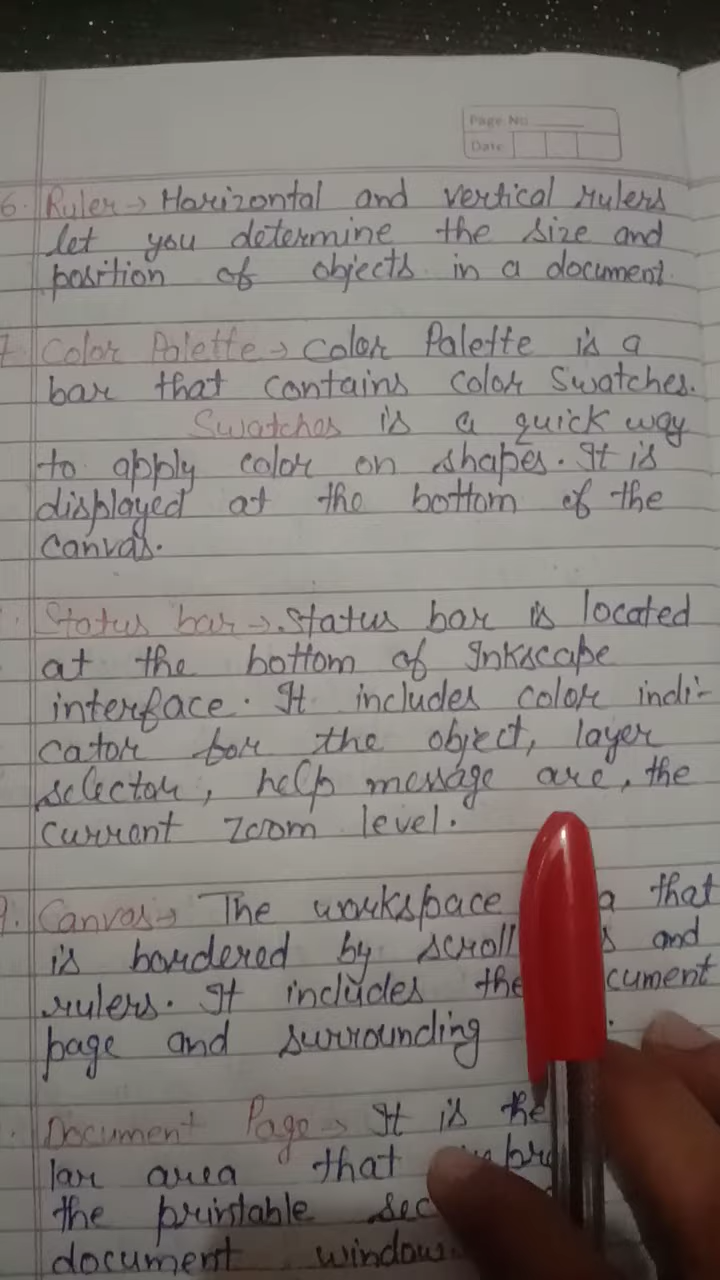 Page No.
Date
6. Ruler → Harizontal and vertical rulers
let you determine the size and
position of objects in a document.
7. Color Palette → Color Palette is a
bar that contains color Swatches.
Swatches is a quick way
to apply color on shapes. It is
displayed at the bottom of the
canvas.
Status bar → Status bar is located
at the bottom of Inkscape
interface. It includes color indi-
cator for the object, layer
selector, help message are, the
current zoom level.
9. Canvas → The workspace a that
is bordered by scroll s and
rulers. It includes the cument
page and surrounding
Document Page → It is the
lar area that
the printable sec
document window.